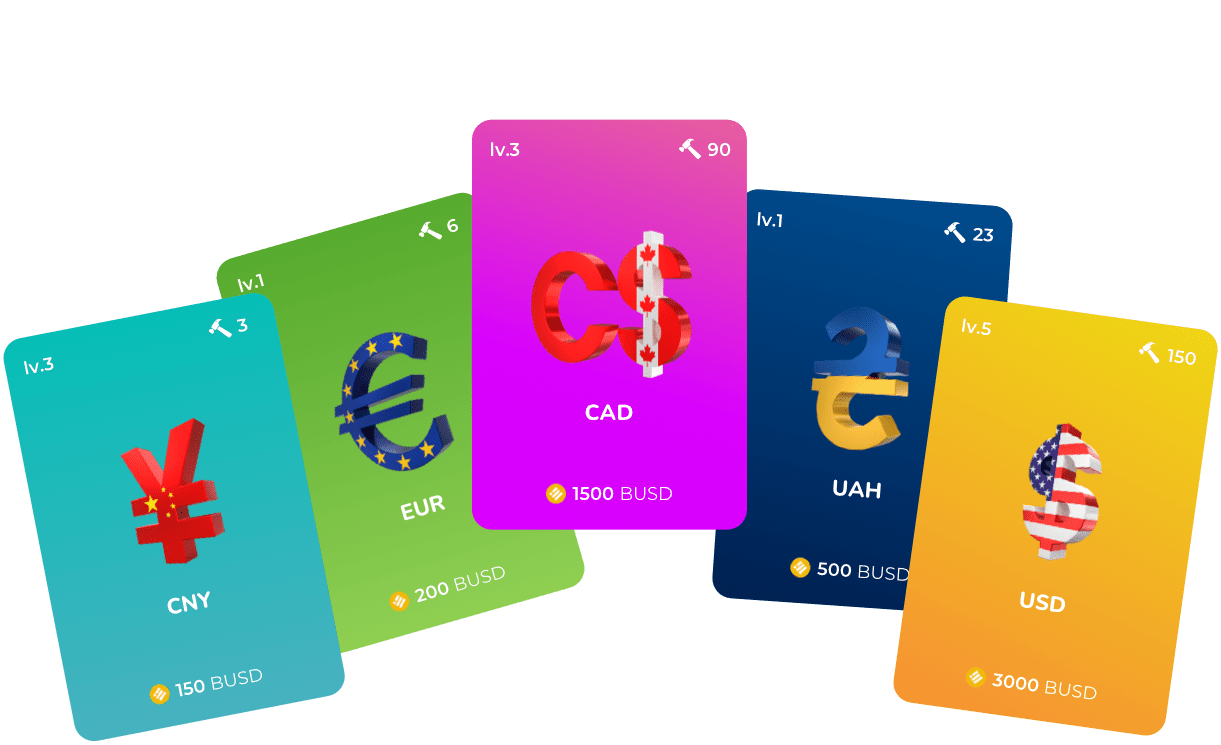 lv.3
3
CNY
150 BUSD
lv.1
6
EUR
200 BUSD
lv.3
90
CAD
1500 BUSD
lv.1
23
UAH
500 BUSD
lv.5
150
USD
3000 BUSD